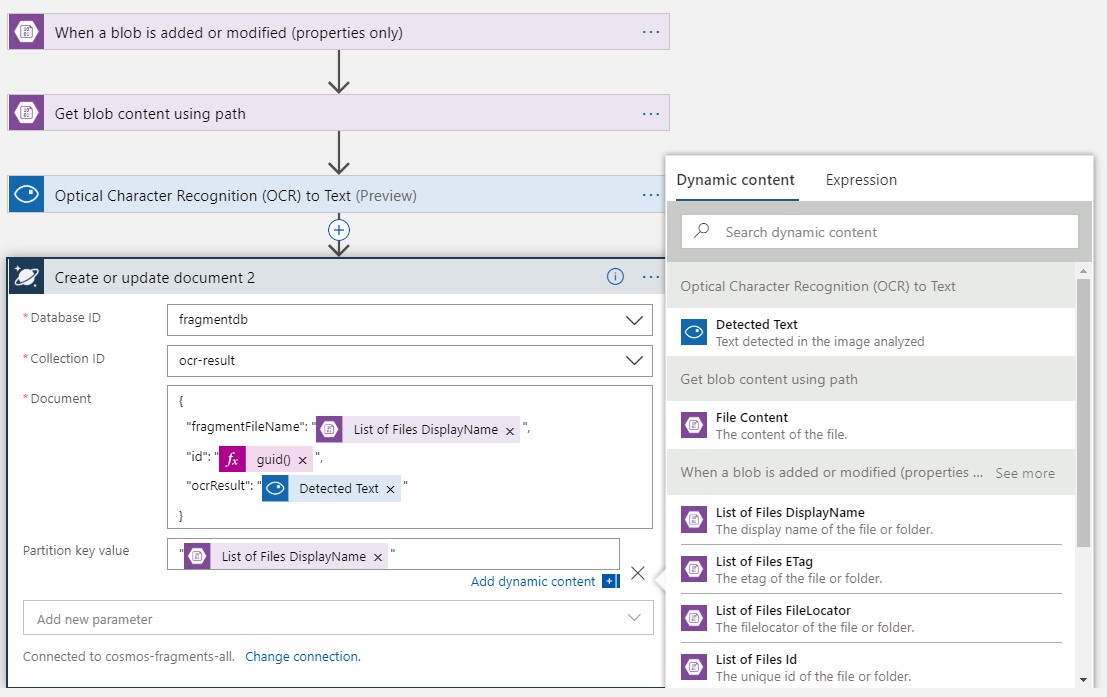 When a blob is added or modified (properties only)
...
Get blob content using path
...
Optical Character Recognition (OCR) to Text (Preview)
...
Create or update document 2
...
* Database ID
fragmentdb
* Collection ID
ocr-result
* Document
{
"fragmentFileName": " List of Files DisplayName × ",
"id": " fx guid() × ",
"ocrResult": " Detected Text × "
}
Partition key value
" List of Files DisplayName × "
Add dynamic content +
Add new parameter
Connected to cosmos-fragments-all. Change connection.
Dynamic content Expression
Search dynamic content
Optical Character Recognition (OCR) to Text
Detected Text
Text detected in the image analyzed
Get blob content using path
File Content
The content of the file.
When a blob is added or modified (properties ... See more
List of Files DisplayName
The display name of the file or folder.
List of Files ETag
The etag of the file or folder.
List of Files FileLocator
The filelocator of the file or folder.
List of Files Id
The unique id of the file or folder.